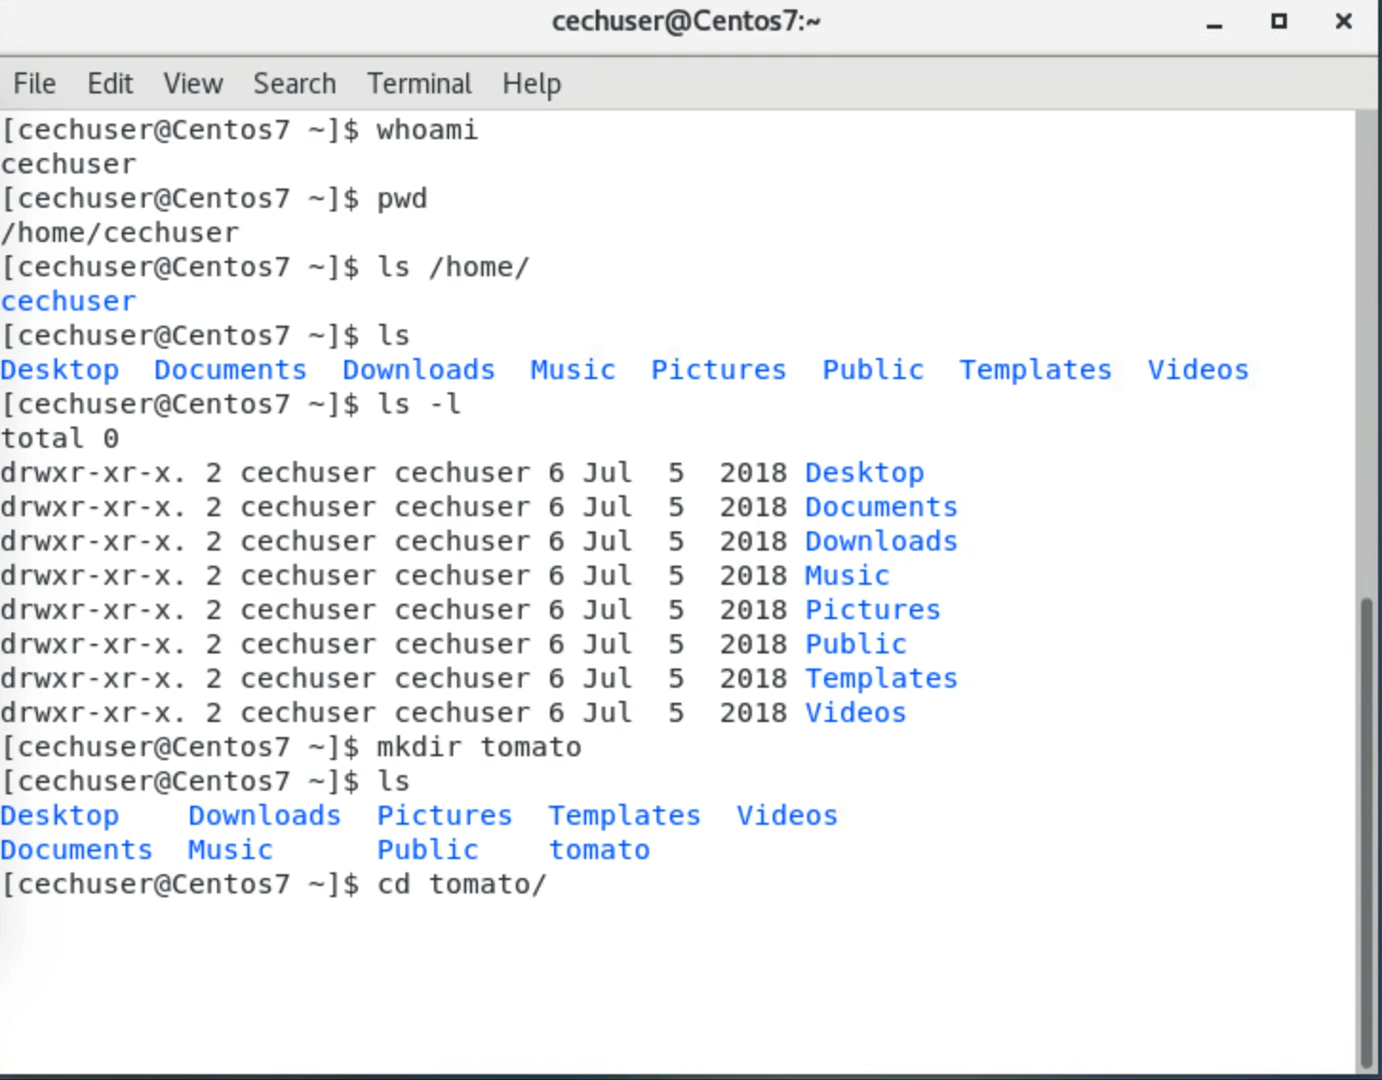 cechuser@Centos7:~
File Edit View Search Terminal Help
[cechuser@Centos7 ~]$ whoami
cechuser
[cechuser@Centos7 ~]$ pwd
/home/cechuser
[cechuser@Centos7 ~]$ ls /home/
cechuser
[cechuser@Centos7 ~]$ ls
Desktop  Documents  Downloads  Music  Pictures  Public  Templates  Videos
[cechuser@Centos7 ~]$ ls -l
total 0
drwxr-xr-x. 2 cechuser cechuser 6 Jul  5  2018 Desktop
drwxr-xr-x. 2 cechuser cechuser 6 Jul  5  2018 Documents
drwxr-xr-x. 2 cechuser cechuser 6 Jul  5  2018 Downloads
drwxr-xr-x. 2 cechuser cechuser 6 Jul  5  2018 Music
drwxr-xr-x. 2 cechuser cechuser 6 Jul  5  2018 Pictures
drwxr-xr-x. 2 cechuser cechuser 6 Jul  5  2018 Public
drwxr-xr-x. 2 cechuser cechuser 6 Jul  5  2018 Templates
drwxr-xr-x. 2 cechuser cechuser 6 Jul  5  2018 Videos
[cechuser@Centos7 ~]$ mkdir tomato
[cechuser@Centos7 ~]$ ls
Desktop    Downloads  Pictures  Templates  Videos
Documents  Music      Public    tomato
[cechuser@Centos7 ~]$ cd tomato/